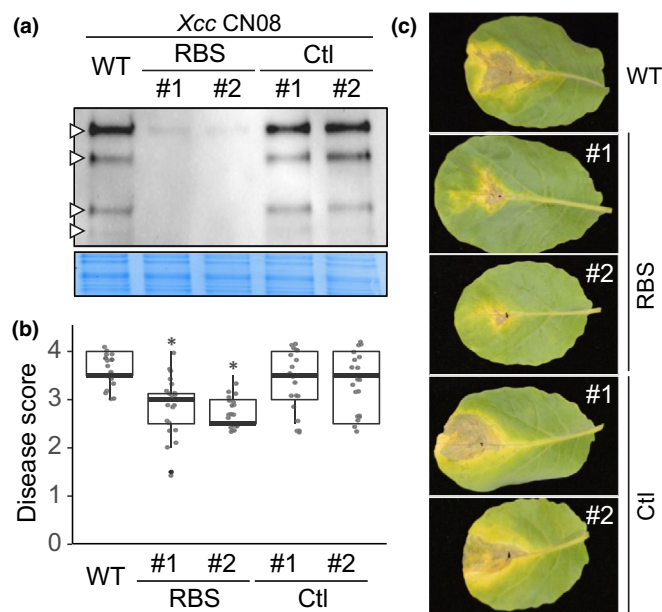 (a)
Xcc CN08
WT RBS Ctl
#1 #2 #1 #2
(b)
Disease score
4
3
2
1
0
* *
WT #1 #2 #1 #2
RBS Ctl
(c)
WT
#1
#2
RBS
#1
#2
Ctl